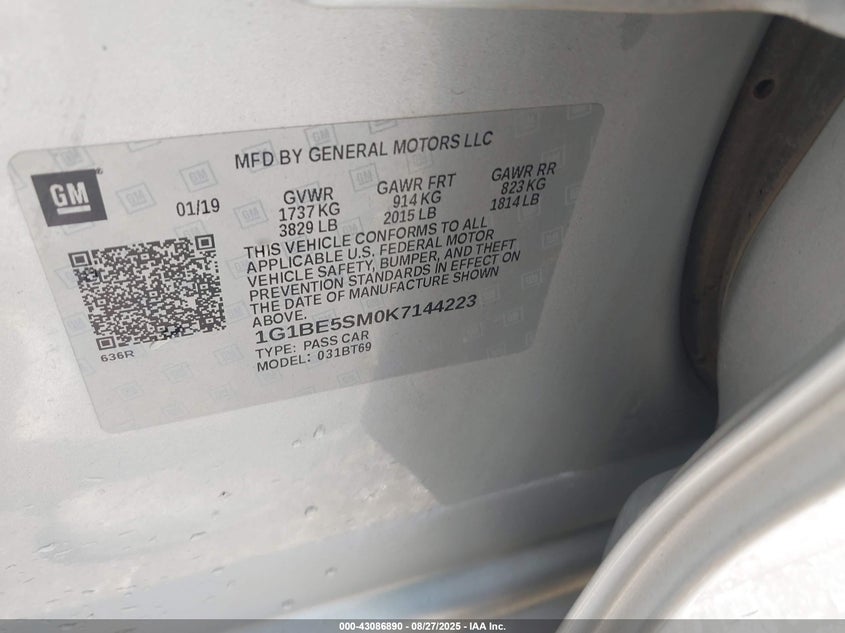 MFD BY GENERAL MOTORS LLC
GM
01/19
GVWR
1737 KG
3829 LB
GAWR FRT
914 KG
2015 LB
GAWR RR
823 KG
1814 LB
THIS VEHICLE CONFORMS TO ALL
APPLICABLE U.S. FEDERAL MOTOR
VEHICLE SAFETY, BUMPER, AND THEFT
PREVENTION STANDARDS IN EFFECT ON
THE DATE OF MANUFACTURE SHOWN
ABOVE.
1G1BE5SM0K7144223
TYPE: PASS CAR
MODEL: 031BT69
636R
000-43086890 - 08/27/2025 - IAA Inc.